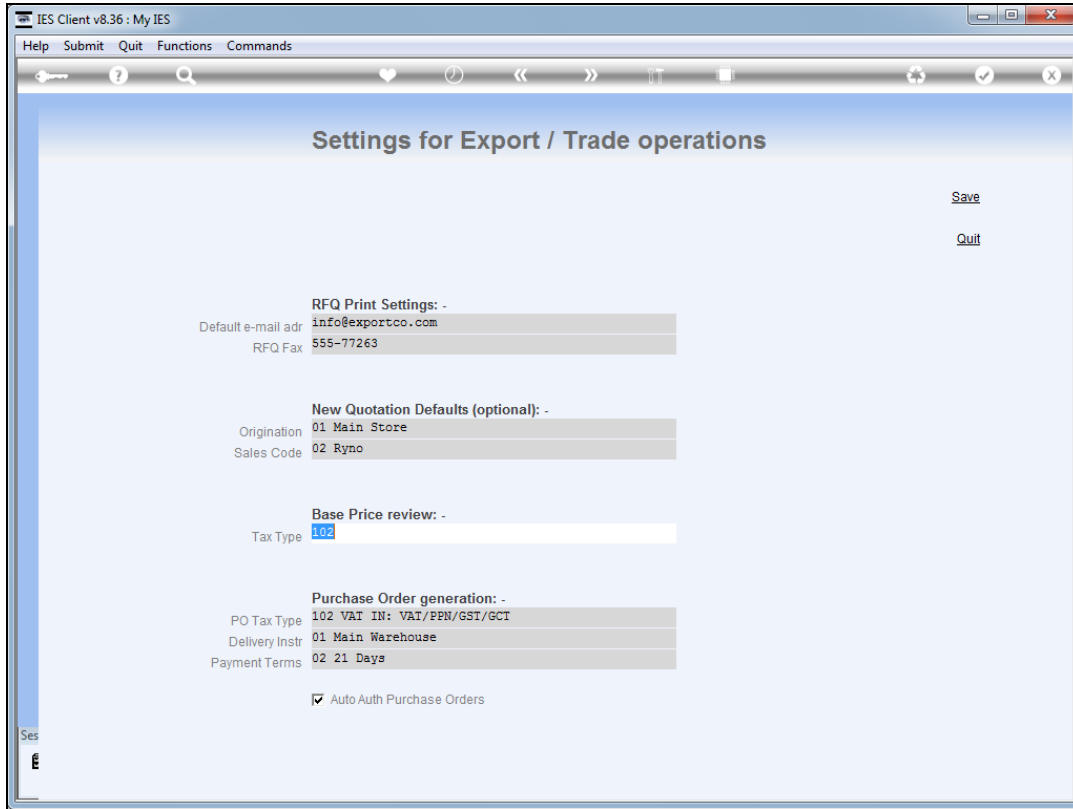 IES Client v8.36 : My IES
Help Submit Quit Functions Commands
Settings for Export / Trade operations
Save
Quit
RFQ Print Settings: -
Default e-mail adr info@exportco.com
RFQ Fax 555-77263
New Quotation Defaults (optional): -
Origination 01 Main Store
Sales Code 02 Ryno
Base Price review: -
Tax Type 102
Purchase Order generation: -
PO Tax Type 102 VAT IN: VAT/PPN/GST/GCT
Delivery Instr 01 Main Warehouse
Payment Terms 02 21 Days
Auto Auth Purchase Orders
Ses